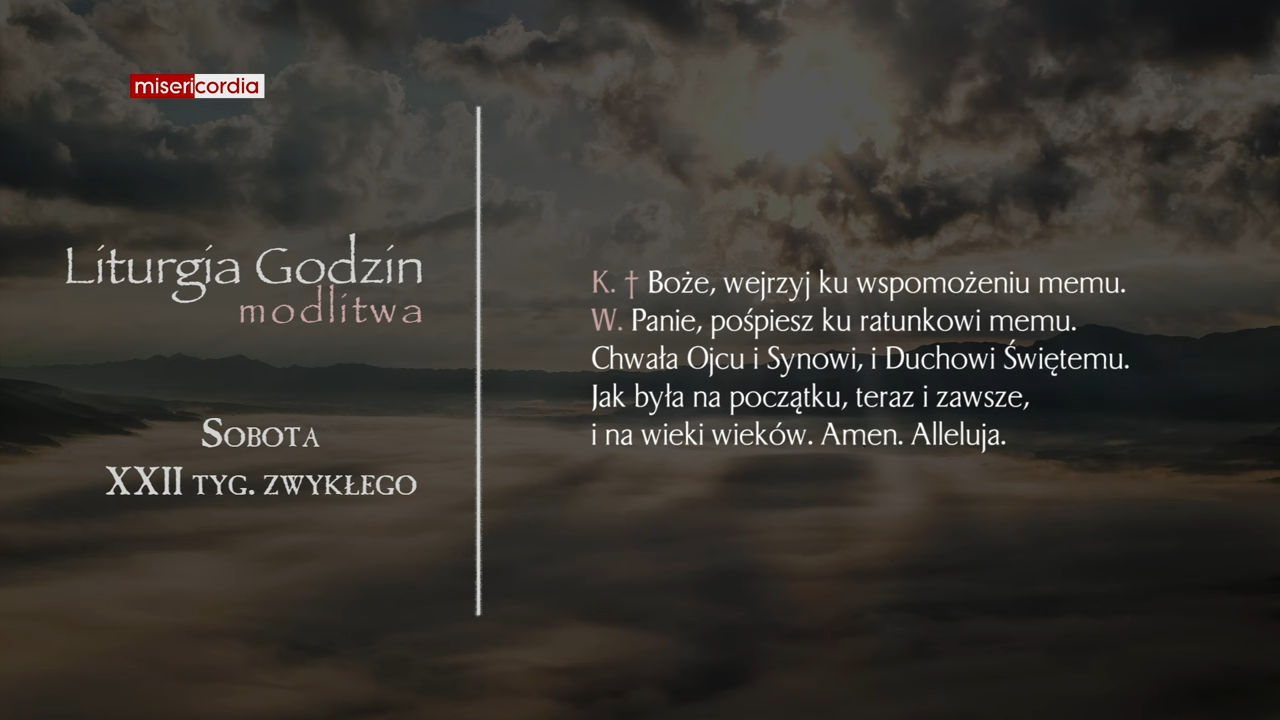 misericordia
Liturgia Godzin
modlitwa
Sobota
XXII tyg. zwykłego
K. † Boże, wejrzyj ku wspomożeniu memu.
W. Panie, pośpiesz ku ratunkowi memu.
Chwała Ojcu i Synowi, i Duchowi Świętemu.
Jak była na początku, teraz i zawsze,
i na wieki wieków. Amen. Alleluja.